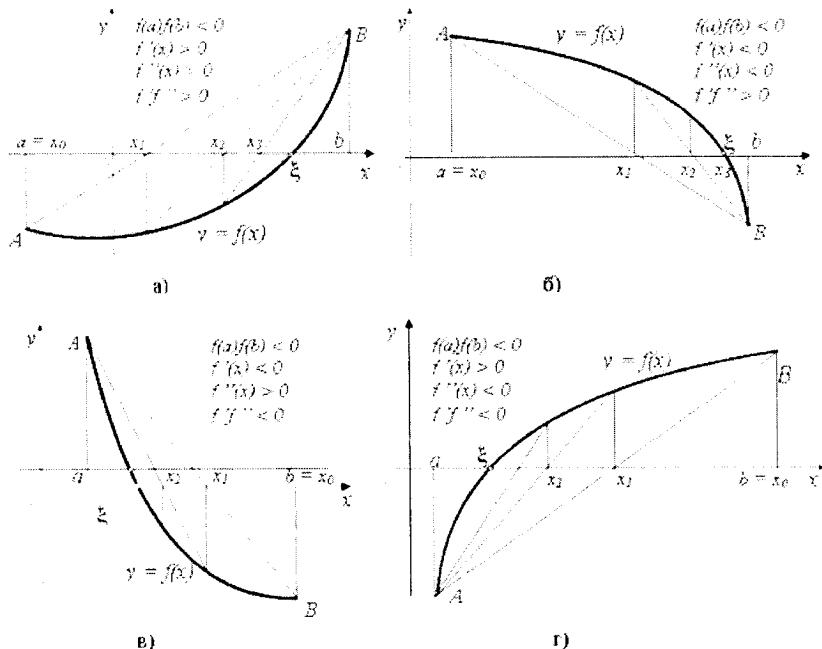 y
f(a)f(b) < 0
f '(x) > 0
f ''(x) > 0
f 'f '' > 0
B
a = x₀
x₁
x₂
x₃
b
ξ
x
A
y = f(x)
а)
y
A
y = f(x)
f(a)f(b) < 0
f '(x) < 0
f ''(x) < 0
f 'f '' > 0
ξ
b
a = x₀
x₁
x₂
x₃
x
B
б)
y
A
f(a)f(b) < 0
f '(x) < 0
f ''(x) > 0
f 'f '' < 0
a
x₂
x₁
b = x₀
x
ξ
y = f(x)
B
в)
y
f(a)f(b) < 0
f '(x) > 0
f ''(x) < 0
f 'f '' < 0
y = f(x)
B
a
ξ
x₂
x₁
b = x₀
x
A
г)